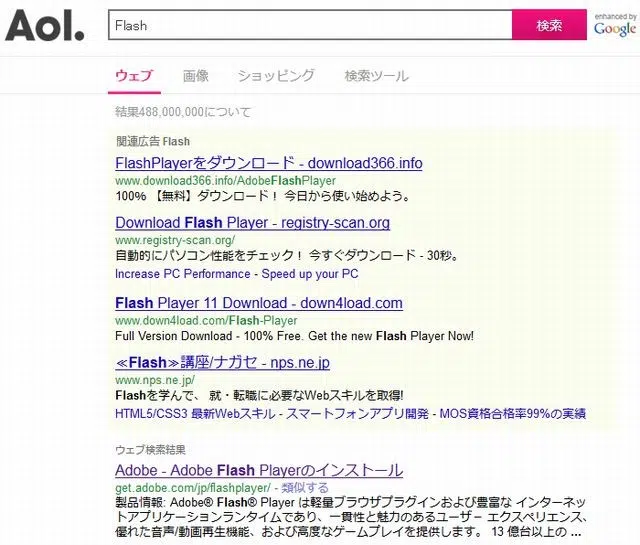 Aol.
Flash
検索
enhanced by
Google
ウェブ 画像 ショッピング 検索ツール
結果488,000,000について
関連広告 Flash
FlashPlayerをダウンロード - download366.info
www.download366.info/AdobeFlashPlayer
100% 【無料】ダウンロード！ 今日から使い始めよう。
Download Flash Player - registry-scan.org
www.registry-scan.org/
自動的にパソコン性能をチェック！ 今すぐダウンロード - 30秒。
Increase PC Performance - Speed up your PC
Flash Player 11 Download - down4load.com
www.down4load.com/Flash-Player
Full Version Download - 100% Free. Get the new Flash Player Now!
≪Flash≫講座/ナガセ - nps.ne.jp
www.nps.ne.jp/
Flashを学んで、 就・転職に必要なWebスキルを取得!
HTML5/CSS3 最新Webスキル - スマートフォンアプリ開発 - MOS資格合格率99%の実績
ウェブ検索結果
Adobe - Adobe Flash Playerのインストール
get.adobe.com/jp/flashplayer/ - 類似する
製品情報: Adobe® Flash® Player は軽量ブラウザプラグインおよび豊富な インターネッ
トアプリケーションランタイムであり、一貫性と魅力のあるユーザー エクスペリエンス、
優れた音声/動画再生機能、および高度なゲームプレイを提供します。 13 億台以上の ...